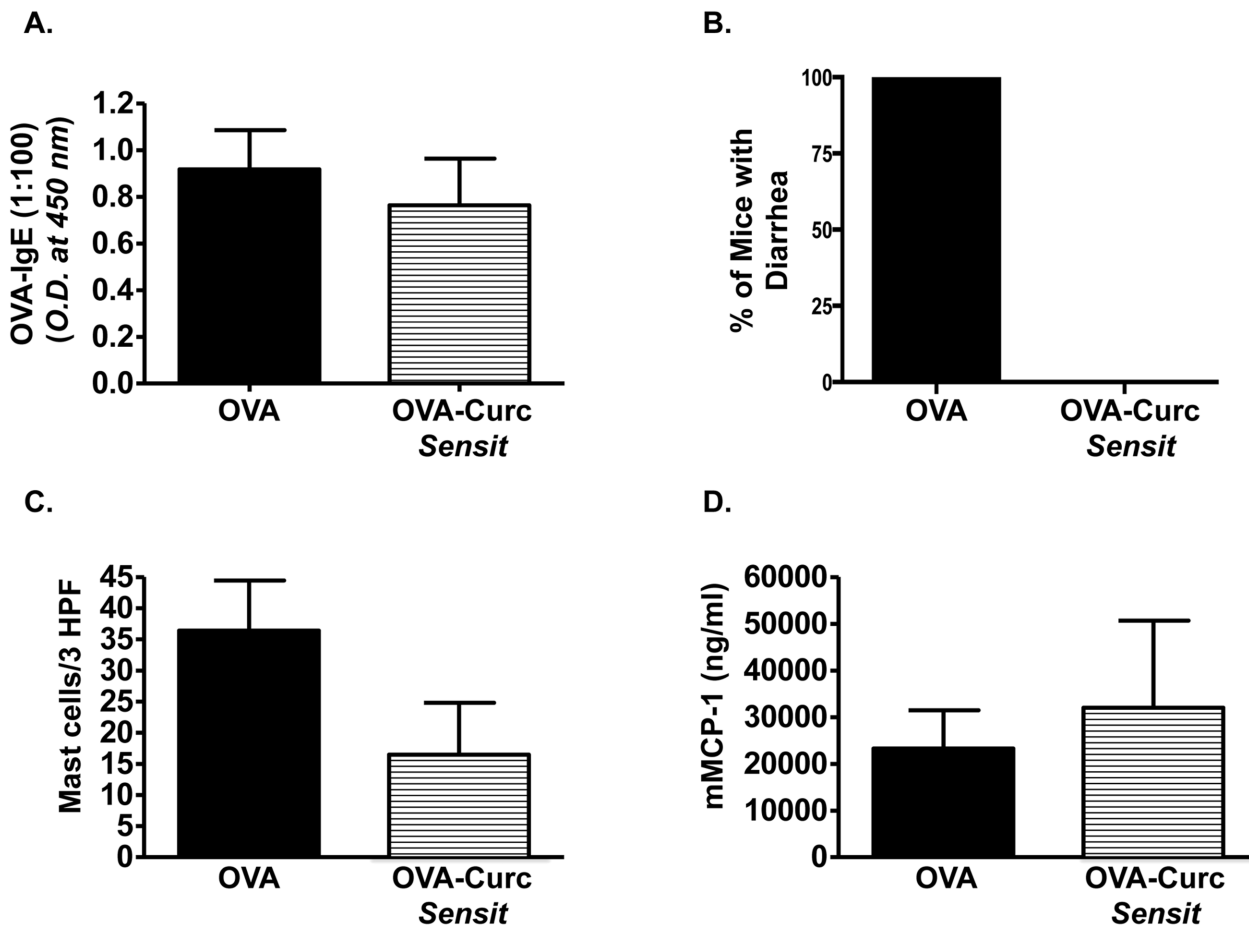 A.
OVA-IgE (1:100)
(O.D. at 450 nm)
1.2
1.0
0.8
0.6
0.4
0.2
0.0
OVA
OVA-Curc
Sensit
B.
% of Mice with
Diarrhea
100
75
50
25
0
OVA
OVA-Curc
Sensit
C.
Mast cells/3 HPF
45
40
35
30
25
20
15
10
5
0
OVA
OVA-Curc
Sensit
D.
mMCP-1 (ng/ml)
60000
50000
40000
30000
20000
10000
0
OVA
OVA-Curc
Sensit